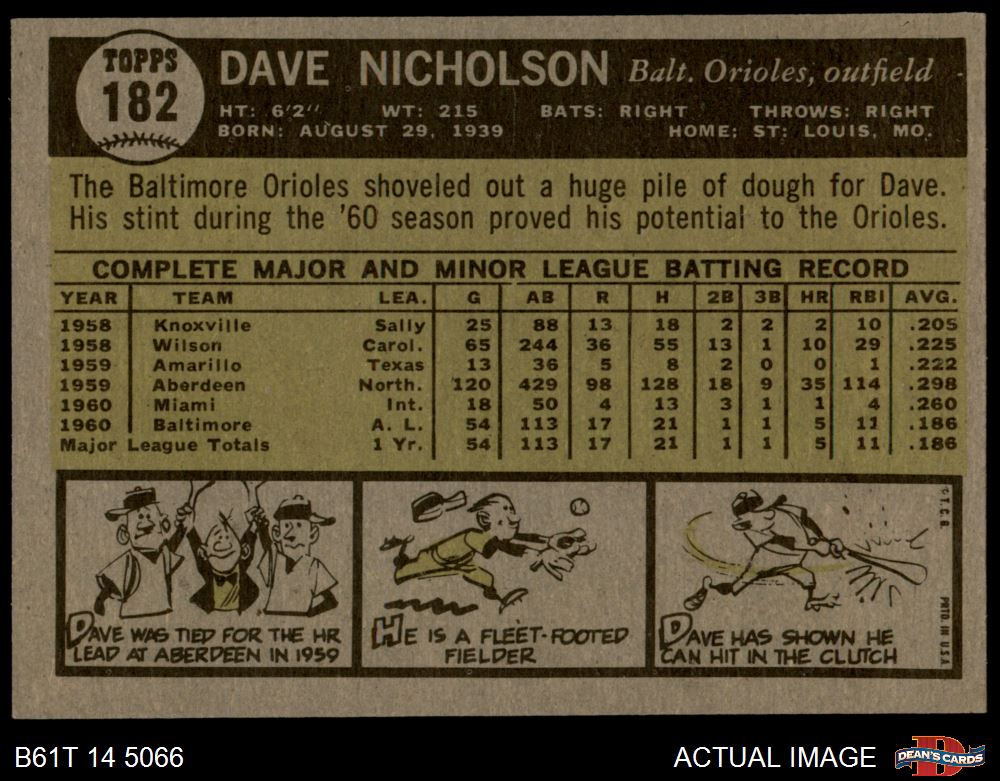 TOPPS
182
DAVE NICHOLSON Balt. Orioles, outfield
HT: 6'2" WT: 215 BATS: RIGHT THROWS: RIGHT
BORN: AUGUST 29, 1939 HOME: ST: LOUIS, MO.
The Baltimore Orioles shoveled out a huge pile of dough for Dave.
His stint during the '60 season proved his potential to the Orioles.
COMPLETE MAJOR AND MINOR LEAGUE BATTING RECORD
YEAR TEAM LEA. G AB R H 2B 3B HR RBI AVG.
1958 Knoxville Sally 25 88 13 18 2 2 2 10 .205
1958 Wilson Carol. 65 244 36 55 13 1 10 29 .225
1959 Amarillo Texas 13 36 5 8 2 0 0 1 .222
1959 Aberdeen North. 120 429 98 128 18 9 35 114 .298
1960 Miami Int. 18 50 4 13 3 1 1 4 .260
1960 Baltimore A. L. 54 113 17 21 1 1 5 11 .186
Major League Totals 1 Yr. 54 113 17 21 1 1 5 11 .186
DAVE WAS TIED FOR THE HR
LEAD AT ABERDEEN IN 1959
HE IS A FLEET-FOOTED
FIELDER
DAVE HAS SHOWN HE
CAN HIT IN THE CLUTCH
© T. C. G.
PRTD. IN U.S.A.
B61T 14 5066
ACTUAL IMAGE
D
DEAN'S CARDS